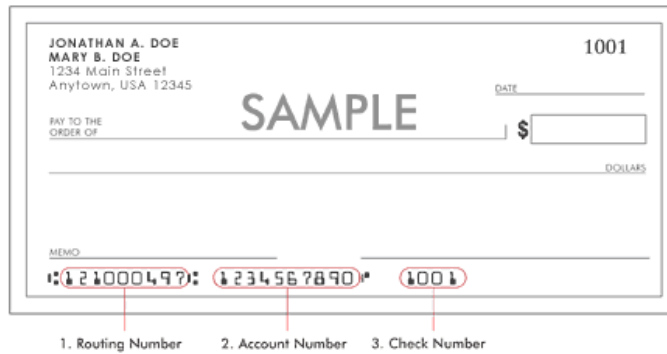 JONATHAN A. DOE
MARY B. DOE
1234 Main Street
Anytown, USA 12345
1001
DATE
SAMPLE
PAY TO THE
ORDER OF
$
DOLLARS
MEMO
⑆121000497⑆ 1234567890⑈ 1001
1. Routing Number 2. Account Number 3. Check Number